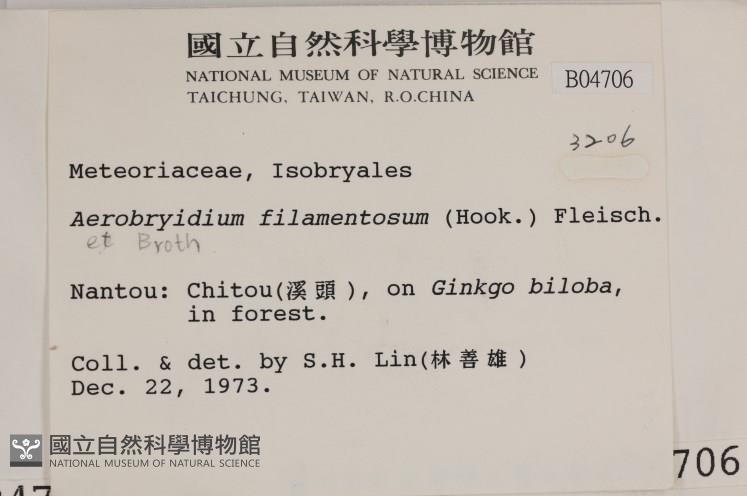 國立自然科學博物館
NATIONAL MUSEUM OF NATURAL SCIENCE
TAICHUNG, TAIWAN, R.O.CHINA
B04706
3206
Meteoriaceae, Isobryales
Aerobryidium filamentosum (Hook.) Fleisch.
et Broth
Nantou: Chitou(溪頭), on Ginkgo biloba,
in forest.
Coll. & det. by S.H. Lin(林善雄)
Dec. 22, 1973.
國立自然科學博物館
NATIONAL MUSEUM OF NATURAL SCIENCE
706